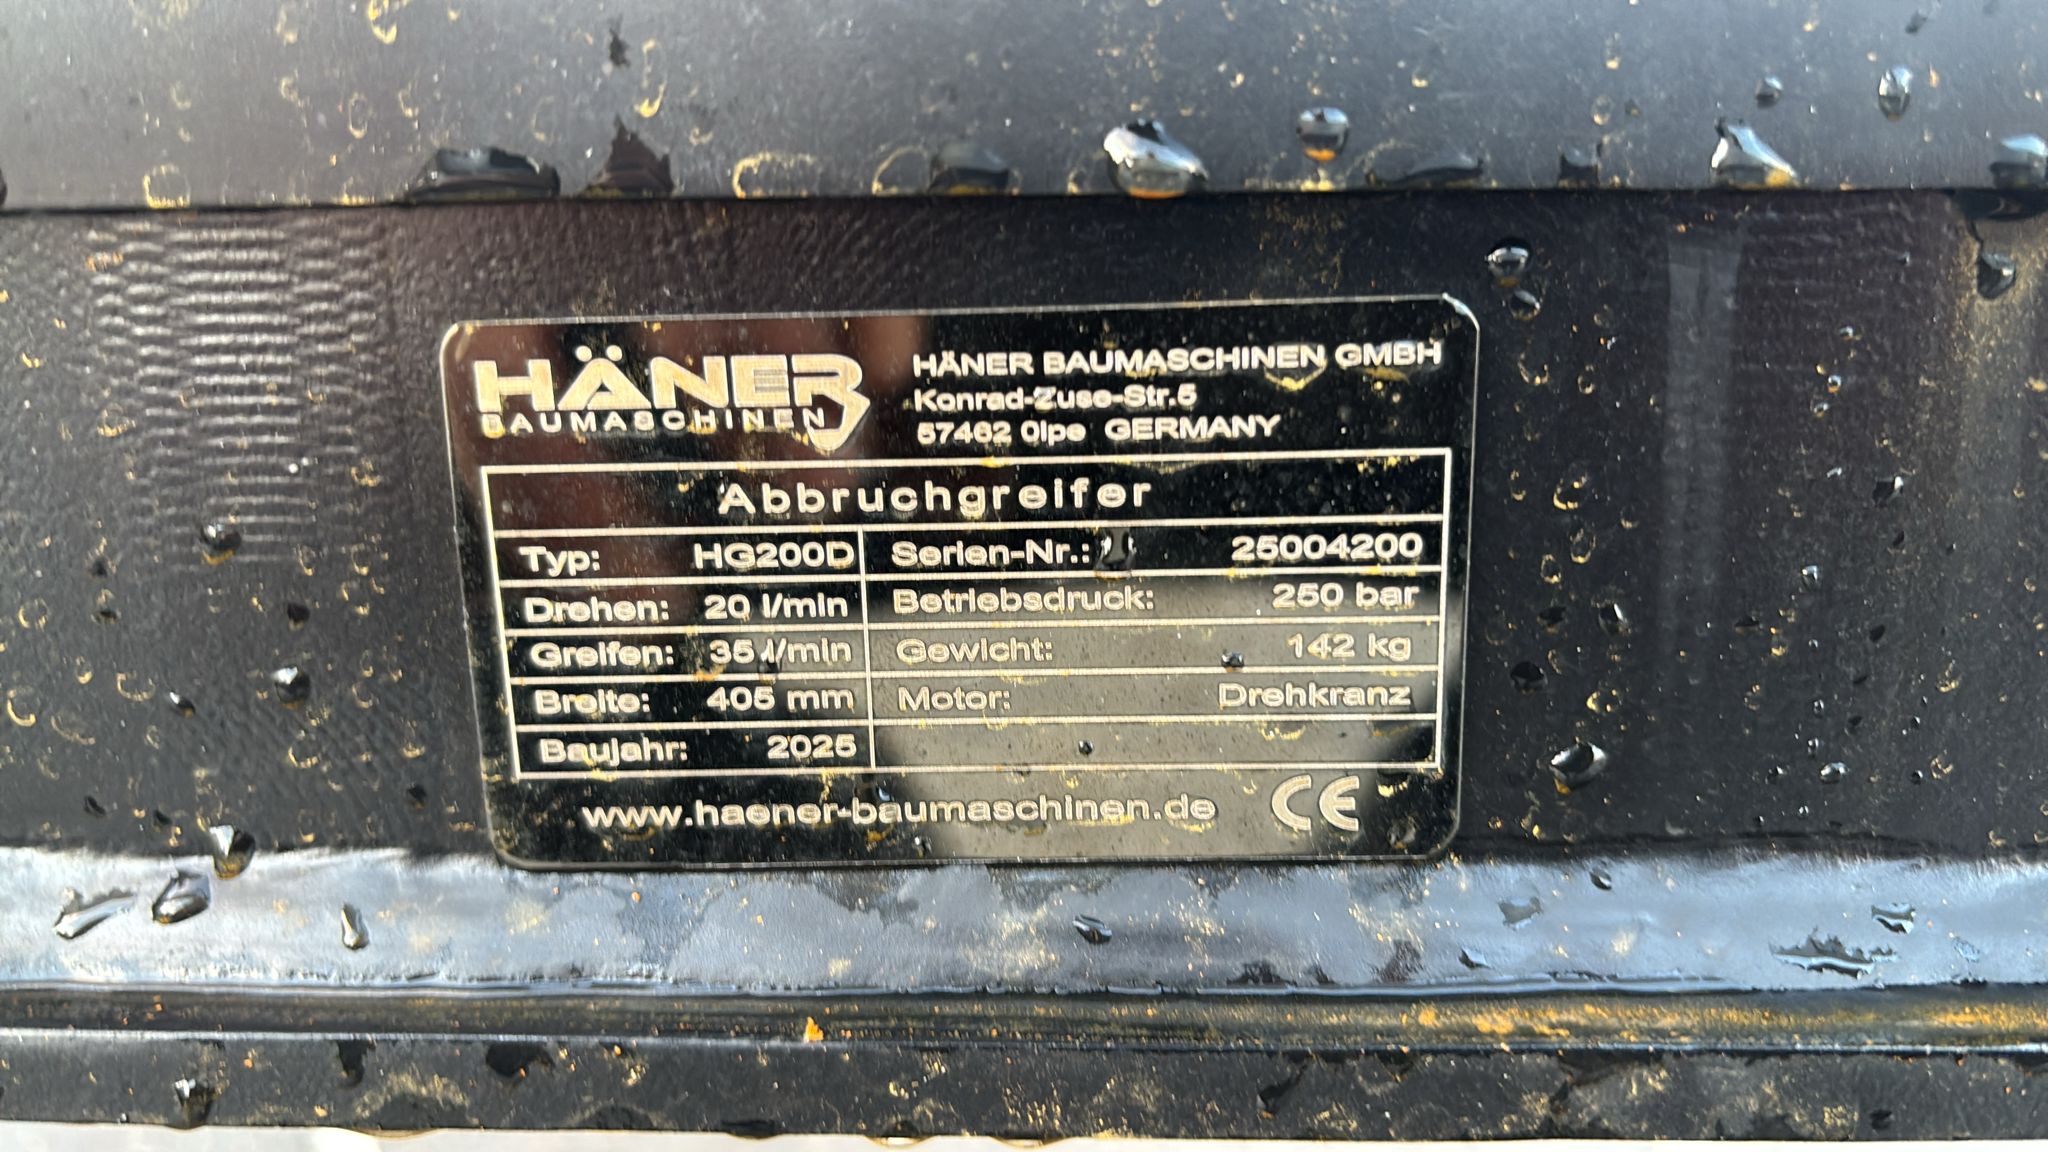 HÄNER
BAUMASCHINEN
HÄNER BAUMASCHINEN GMBH
Konrad-Zuse-Str.5
57462 Olpe GERMANY
Abbruchgreifer
Typ: HG200D Serien-Nr.: 25004200
Drehen: 20 l/min Betriebsdruck: 250 bar
Greifen: 35 l/min Gewicht: 142 kg
Breite: 405 mm Motor: Drehkranz
Baujahr: 2025
www.haener-baumaschinen.de CE